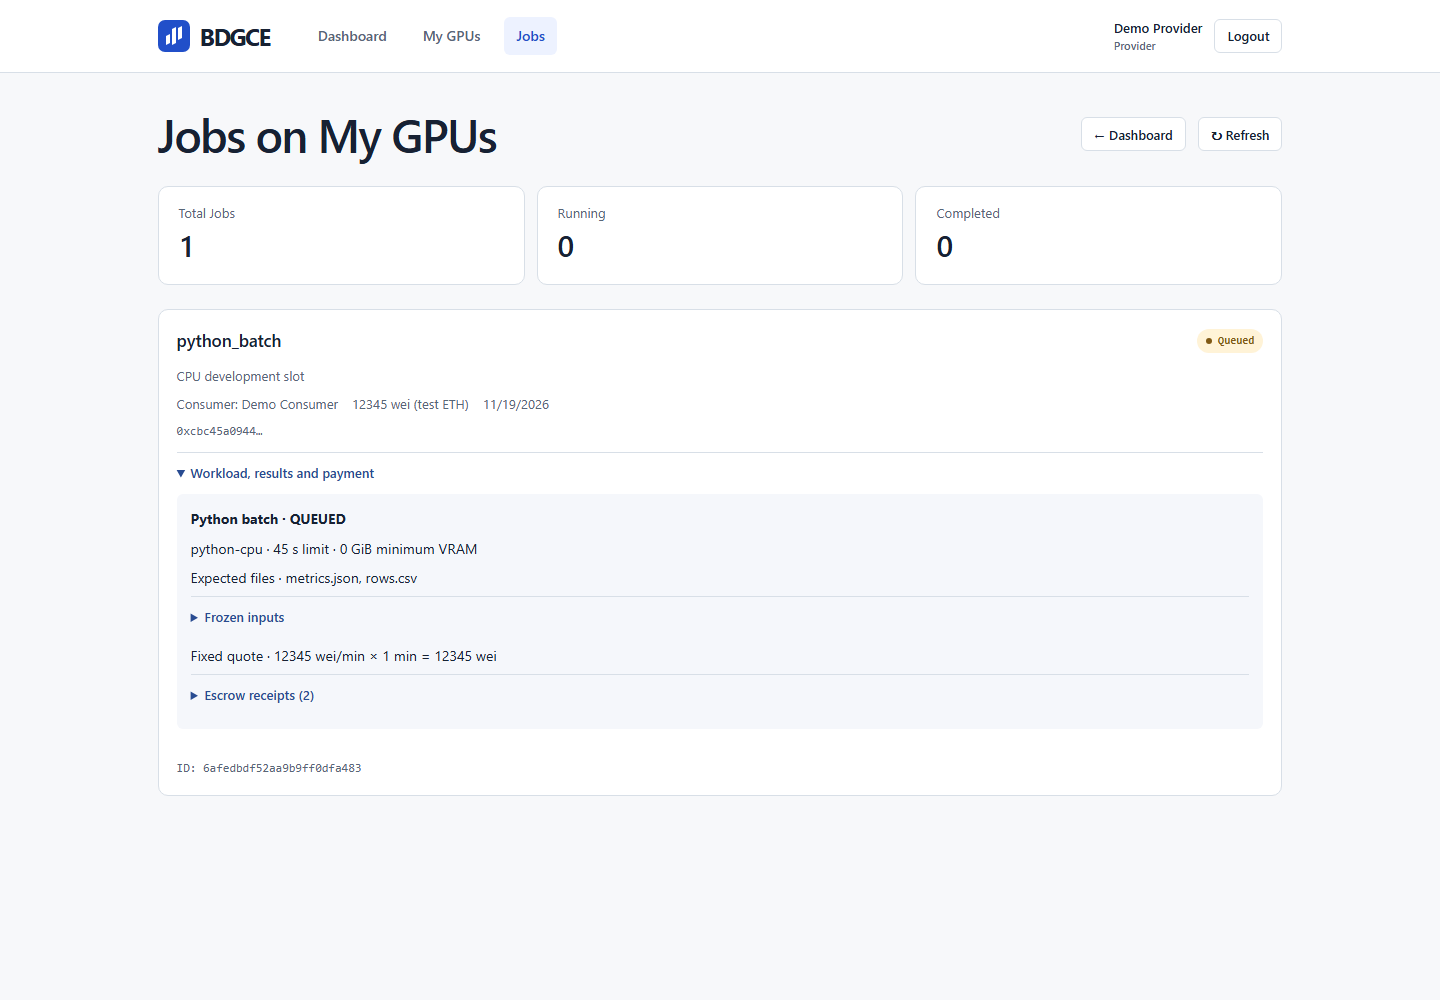 BDGCE
Dashboard
My GPUs
Jobs
Demo Provider
Provider
Logout
Jobs on My GPUs
← Dashboard
↻ Refresh
Total Jobs
1
Running
0
Completed
0
python_batch
Queued
CPU development slot
Consumer: Demo Consumer 12345 wei (test ETH) 11/19/2026
0xcbc45a0944…
▼ Workload, results and payment
Python batch · QUEUED
python-cpu · 45 s limit · 0 GiB minimum VRAM
Expected files · metrics.json, rows.csv
▶ Frozen inputs
Fixed quote · 12345 wei/min × 1 min = 12345 wei
▶ Escrow receipts (2)
ID: 6afedbdf52aa9b9ff0dfa483